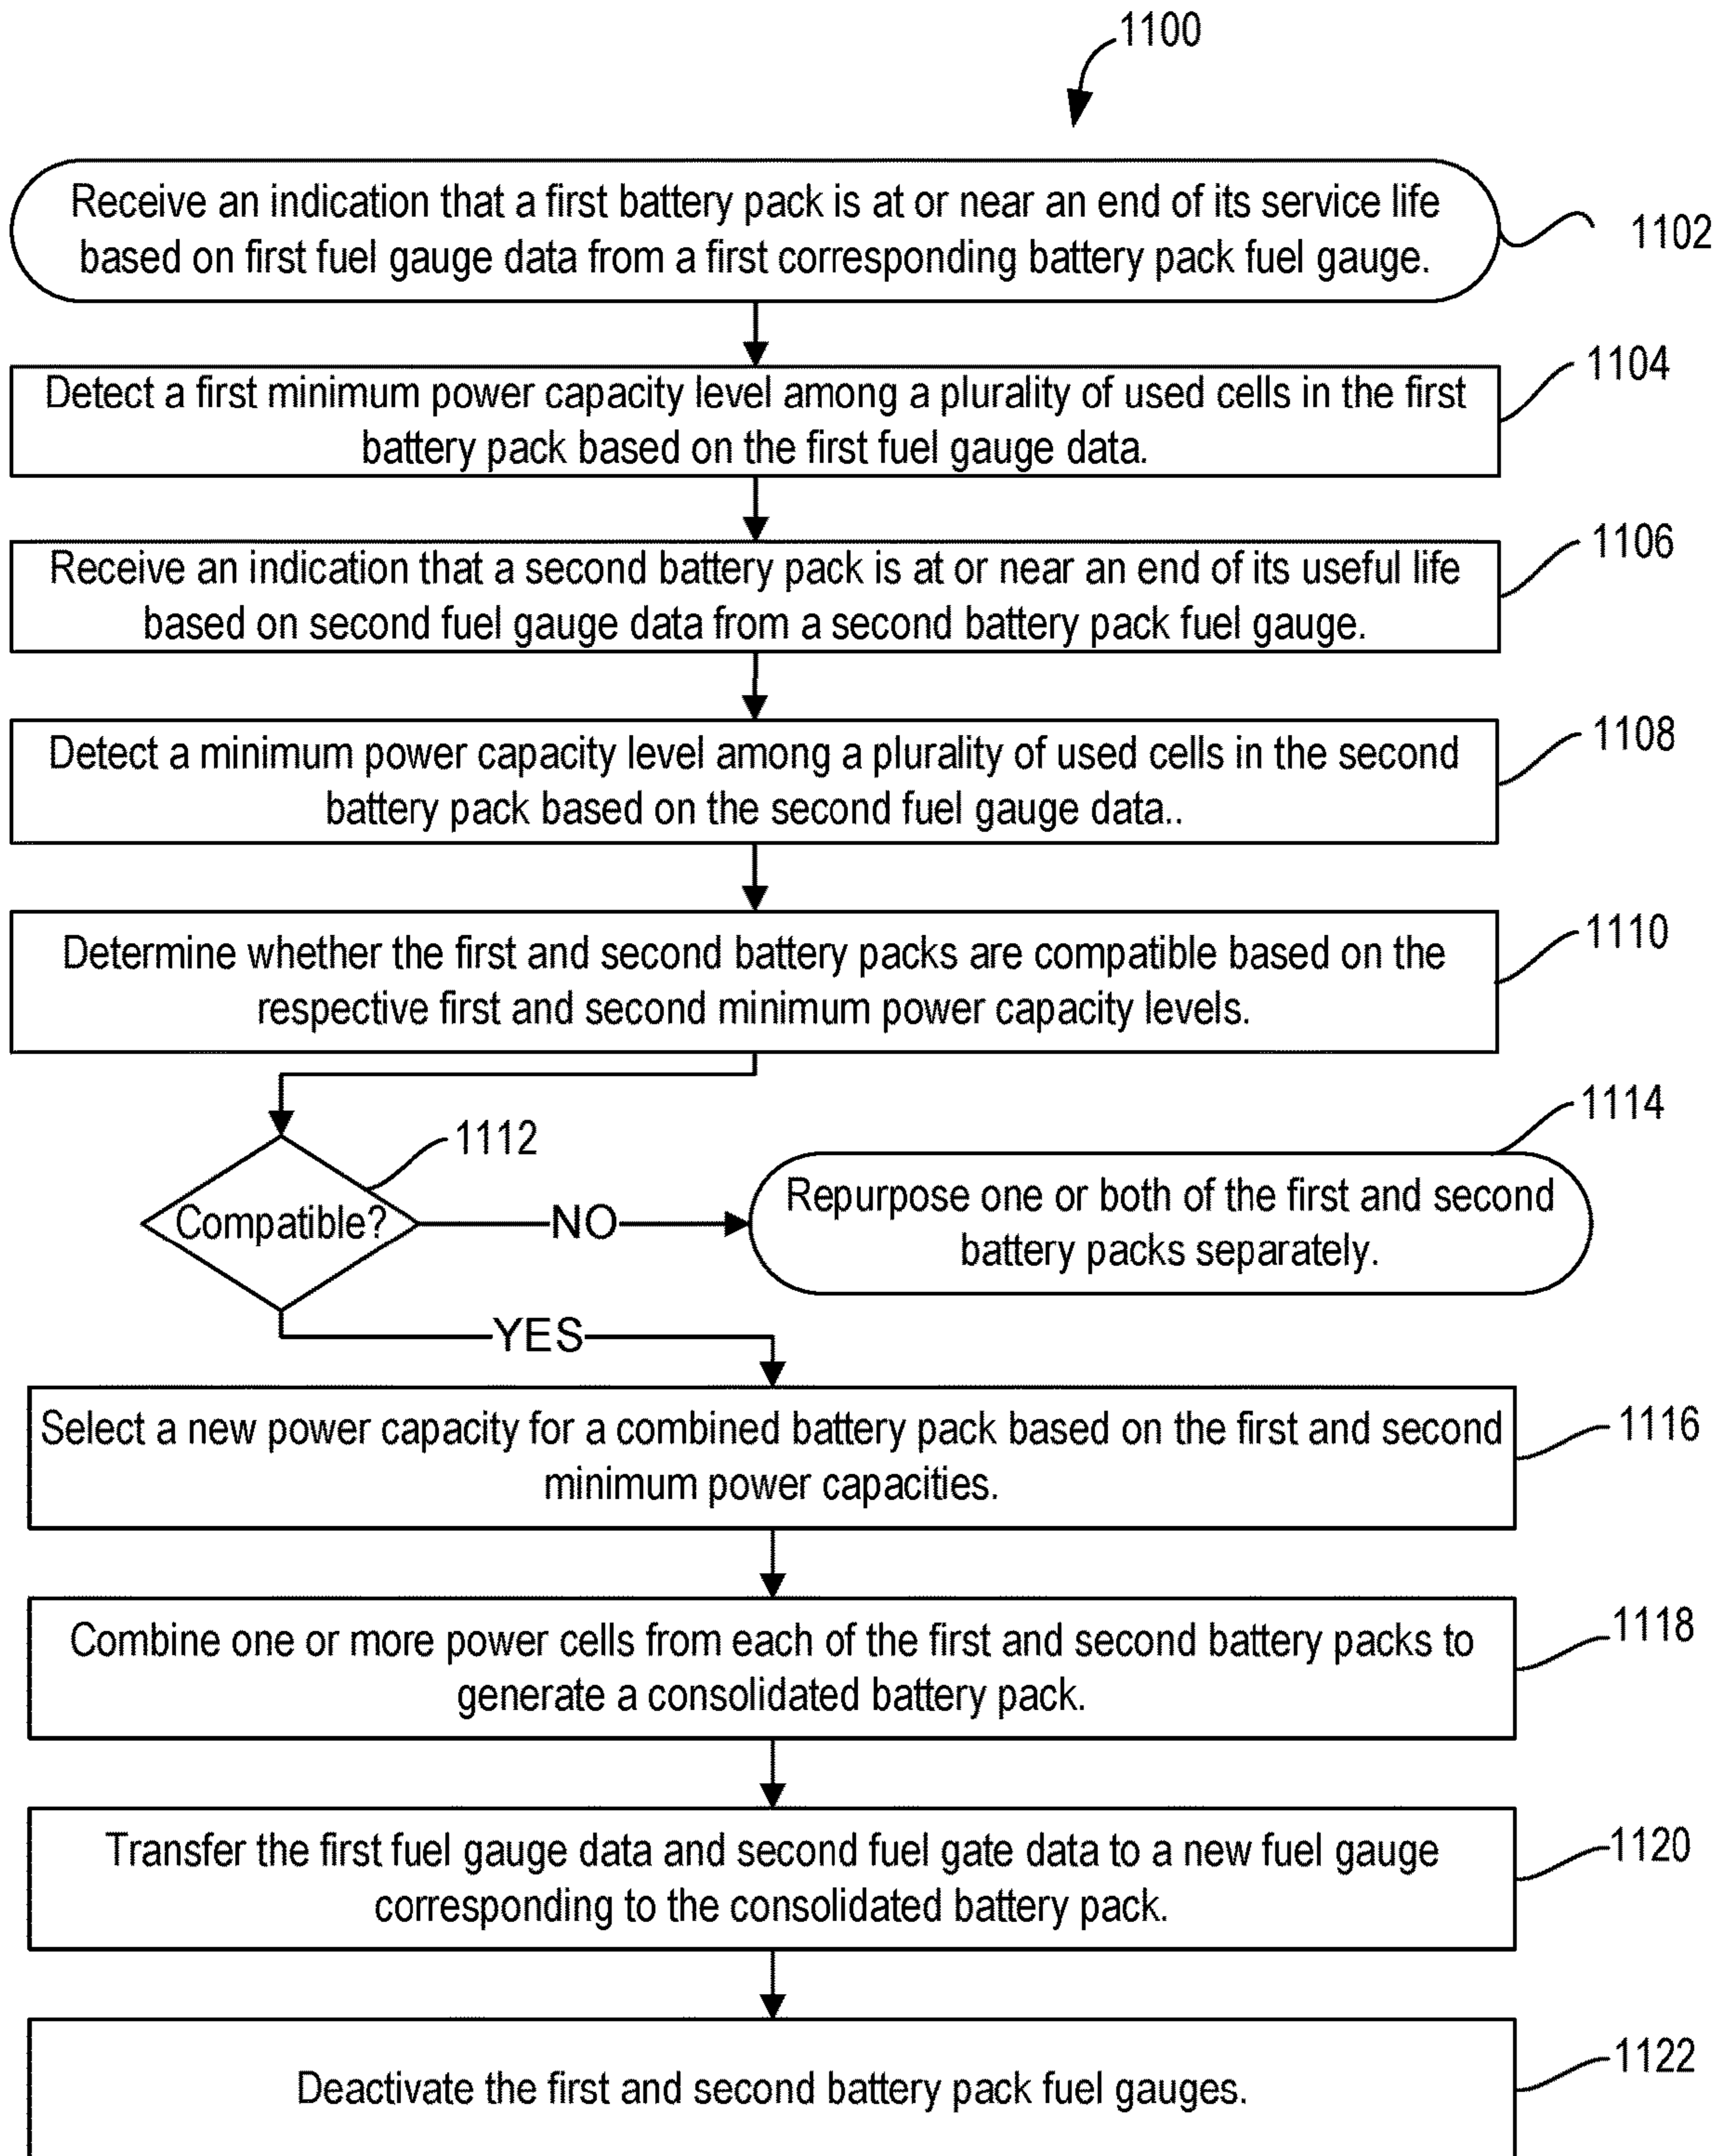 1100
Receive an indication that a first battery pack is at or near an end of its service life
based on first fuel gauge data from a first corresponding battery pack fuel gauge.
1102
Detect a first minimum power capacity level among a plurality of used cells in the first
battery pack based on the first fuel gauge data.
1104
Receive an indication that a second battery pack is at or near an end of its useful life
based on second fuel gauge data from a second battery pack fuel gauge.
1106
Detect a minimum power capacity level among a plurality of used cells in the second
battery pack based on the second fuel gauge data..
1108
Determine whether the first and second battery packs are compatible based on the
respective first and second minimum power capacity levels.
1110
Compatible?
1112
NO
Repurpose one or both of the first and second
battery packs separately.
1114
YES
Select a new power capacity for a combined battery pack based on the first and second
minimum power capacities.
1116
Combine one or more power cells from each of the first and second battery packs to
generate a consolidated battery pack.
1118
Transfer the first fuel gauge data and second fuel gate data to a new fuel gauge
corresponding to the consolidated battery pack.
1120
Deactivate the first and second battery pack fuel gauges.
1122